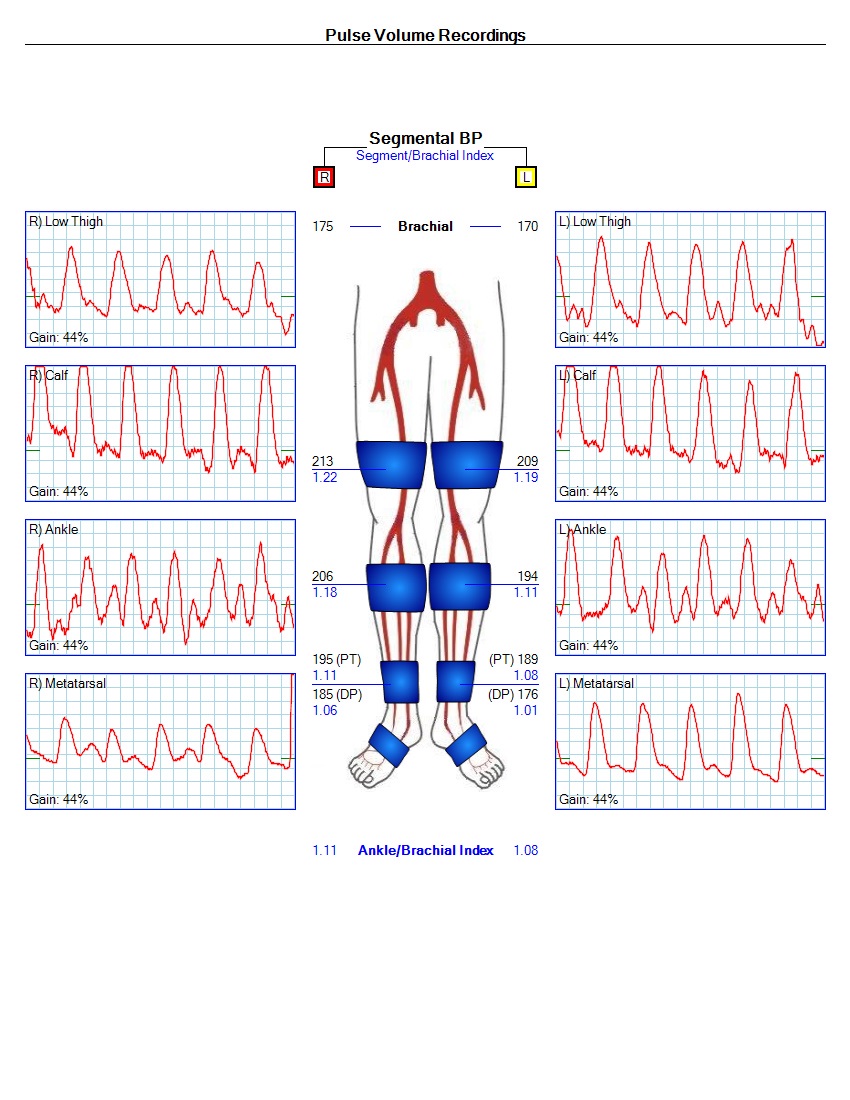 Pulse Volume Recordings
Segmental BP
Segment/Brachial Index
R
L
175
Brachial
170
R) Low Thigh
Gain: 44%
L) Low Thigh
Gain: 44%
R) Calf
Gain: 44%
L) Calf
Gain: 44%
213
1.22
209
1.19
R) Ankle
Gain: 44%
L) Ankle
Gain: 44%
206
1.18
194
1.11
R) Metatarsal
Gain: 44%
L) Metatarsal
Gain: 44%
195 (PT)
1.11
185 (DP)
1.06
(PT) 189
1.08
(DP) 176
1.01
1.11 Ankle/Brachial Index 1.08